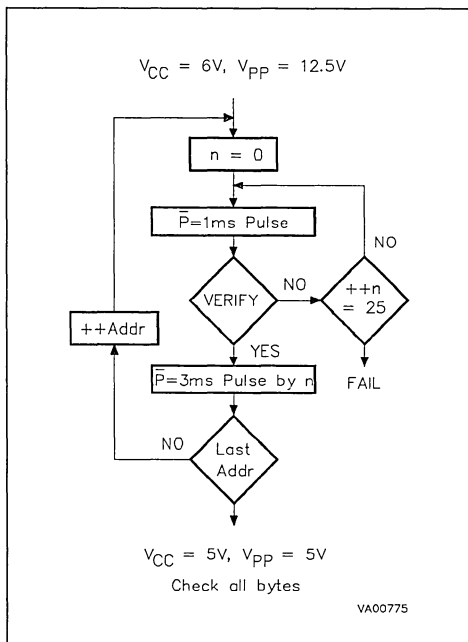 V_CC = 6V, V_PP = 12.5V
n = 0
P̅=1ms Pulse
NO
VERIFY
NO
++n
= 25
++Addr
YES
FAIL
P̅=3ms Pulse by n
NO
Last
Addr
V_CC = 5V, V_PP = 5V
Check all bytes
VA00775